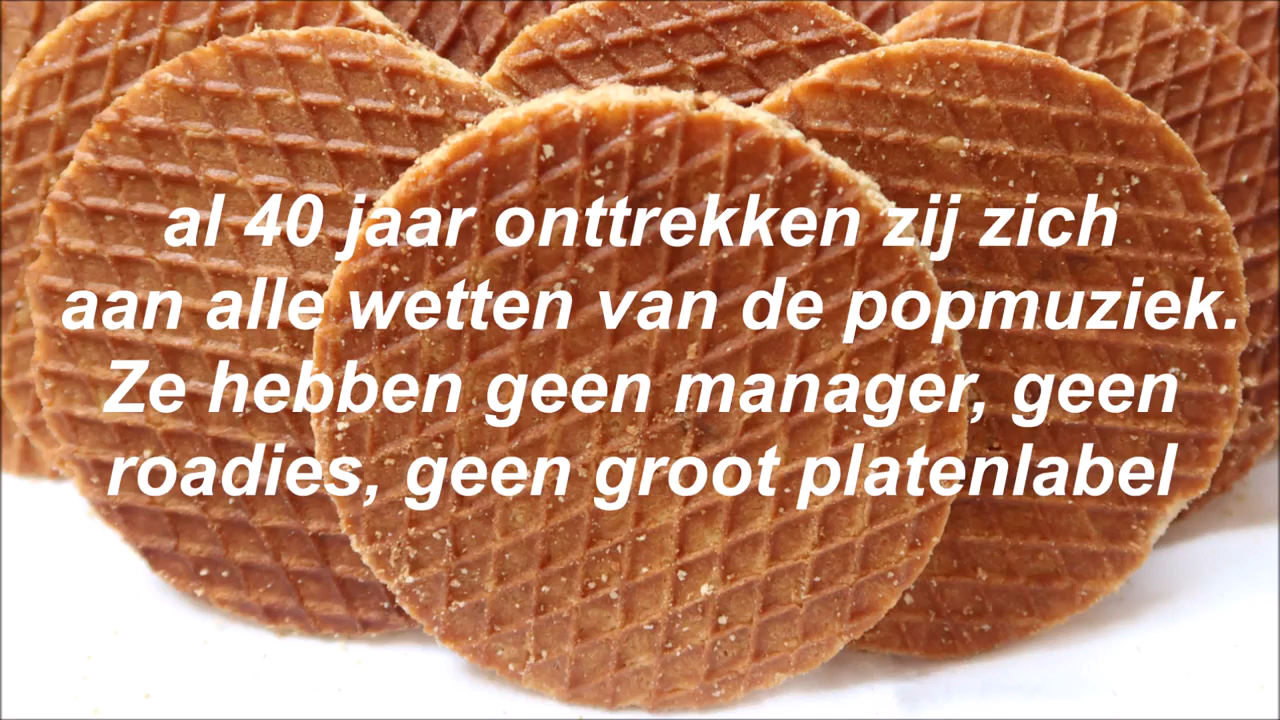 al 40 jaar onttrekken zij zich
aan alle wetten van de popmuziek.
Ze hebben geen manager, geen
roadies, geen groot platenlabel